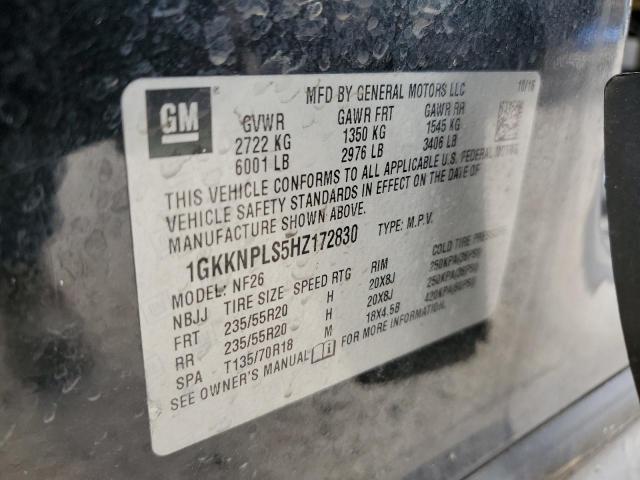 GM
MFD BY GENERAL MOTORS LLC 10/16
GVWR GAWR FRT GAWR RR
2722 KG 1350 KG 1545 KG
6001 LB 2976 LB 3406 LB
THIS VEHICLE CONFORMS TO ALL APPLICABLE U.S. FEDERAL MOTOR
VEHICLE SAFETY STANDARDS IN EFFECT ON THE DATE OF
MANUFACTURE SHOWN ABOVE.
1GKKNPLS5HZ172830 TYPE: M.P.V.
MODEL: NF26
NBJJ TIRE SIZE SPEED RTG RIM COLD TIRE PRESSURE
FRT 235/55R20 H 20X8J 250KPA(36PSI)
RR 235/55R20 H 20X8J 250KPA(36PSI)
SPA T135/70R18 M 18X4.5B 420KPA(60PSI)
SEE OWNER'S MANUAL FOR MORE INFORMATION.